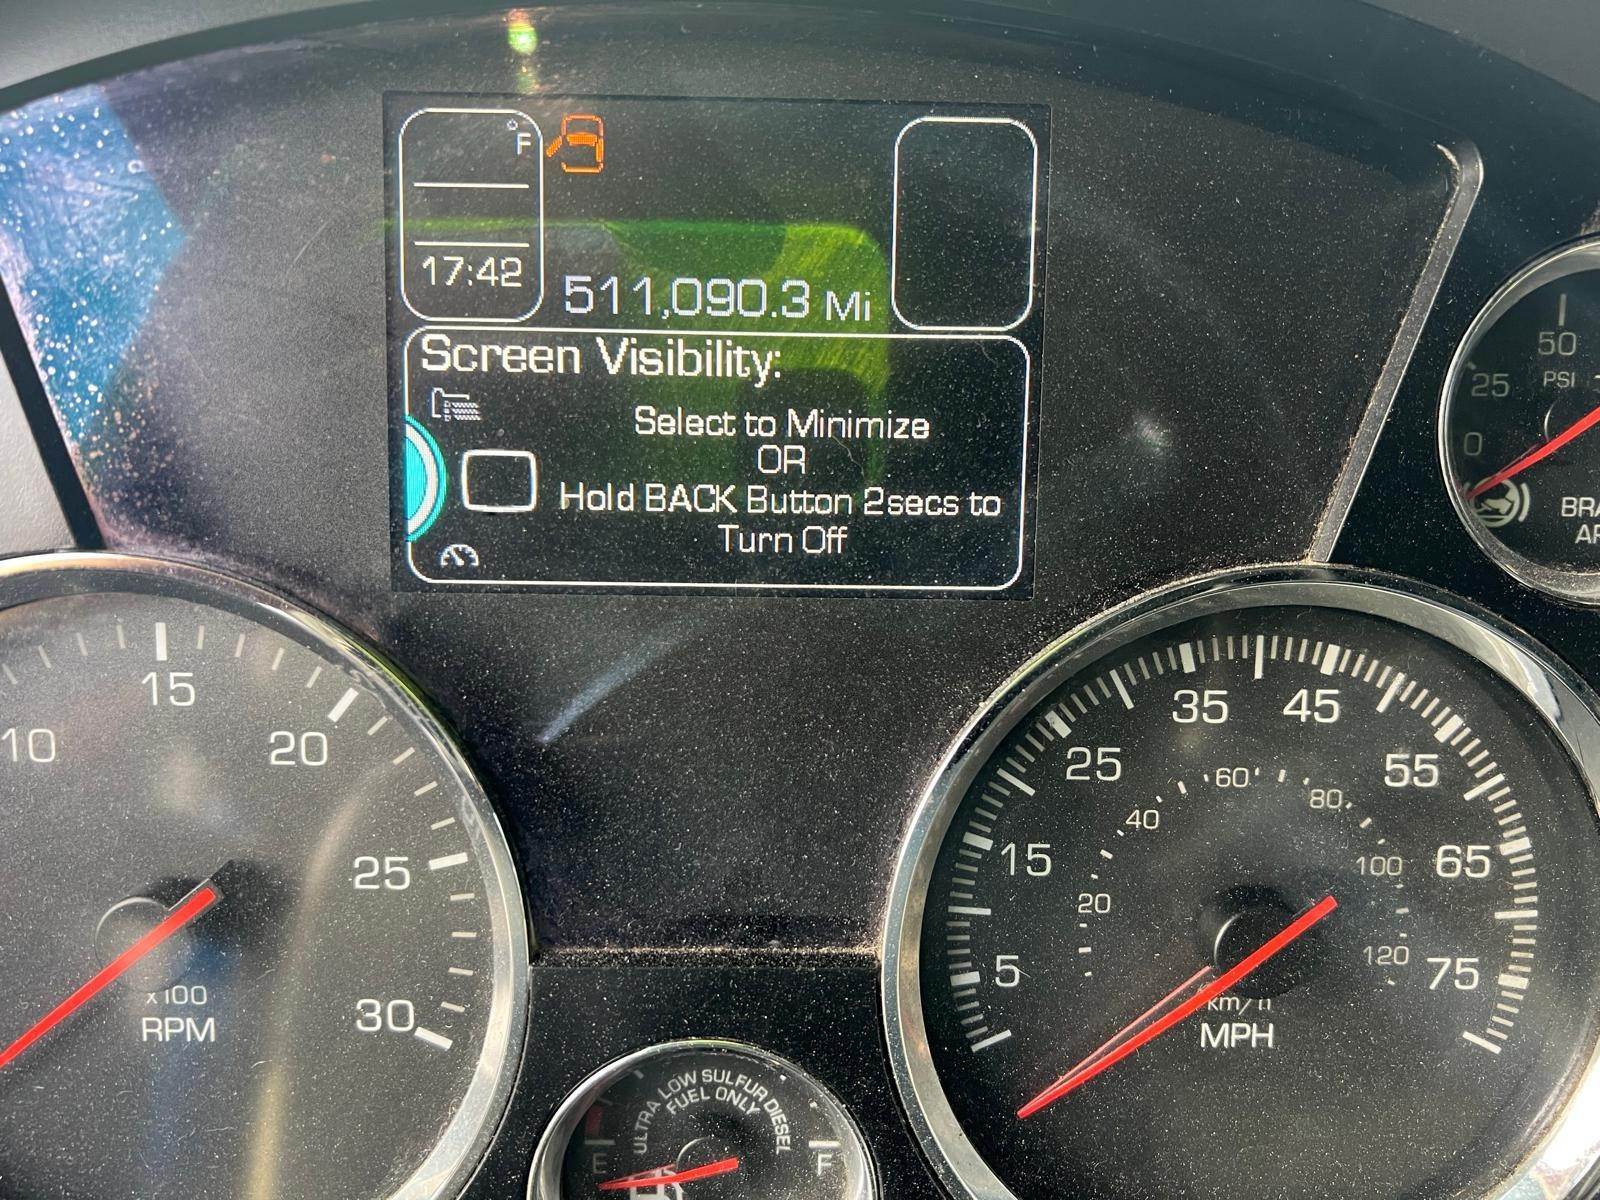 °F
17:42
511,090.3 Mi
Screen Visibility:
Select to Minimize
OR
Hold BACK Button 2secs to
Turn Off
10
15
20
25
30
x100
RPM
5
15
25
35
45
55
65
75
20
40
60
80
100
120
km/h
MPH
ULTRA LOW SULFUR DIESEL
FUEL ONLY
E
F
0
25
50
PSI